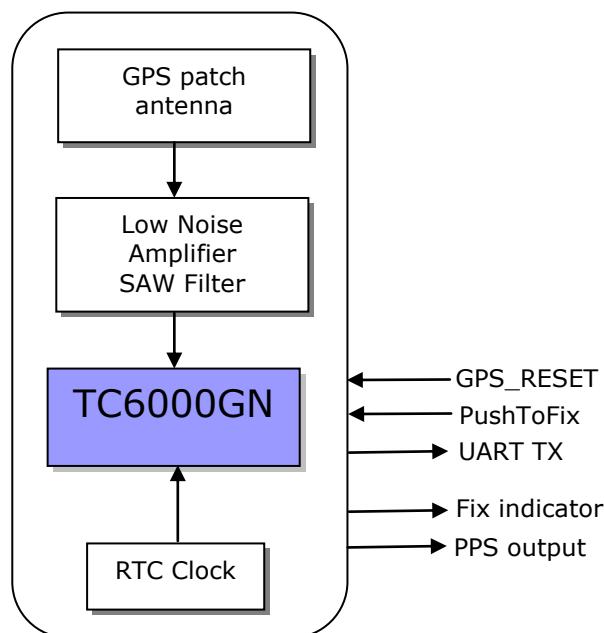 GPS patch
antenna
Low Noise
Amplifier
SAW Filter
TC6000GN
RTC Clock
GPS_RESET
PushToFix
UART TX
Fix indicator
PPS output